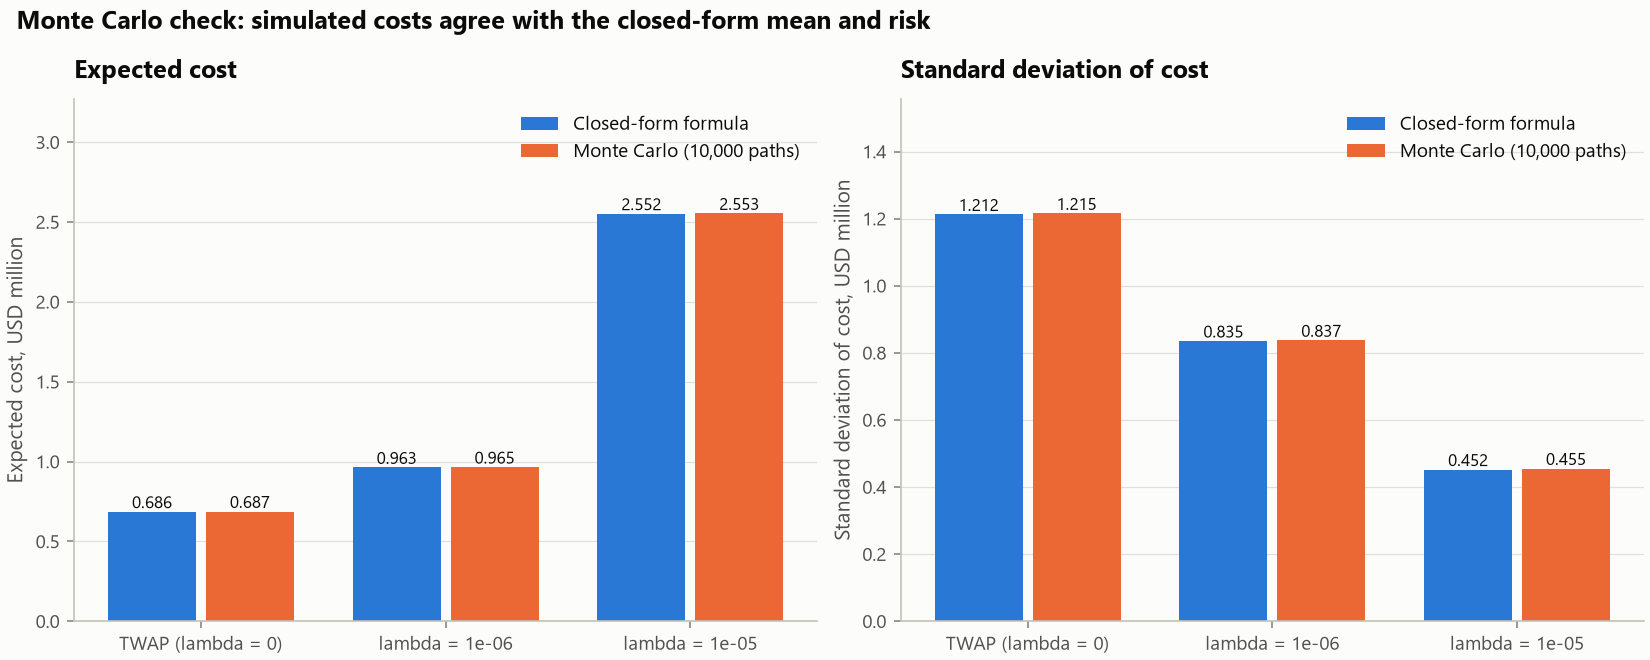 Monte Carlo check: simulated costs agree with the closed-form mean and risk
Expected cost
Closed-form formula
Monte Carlo (10,000 paths)
Expected cost, USD million
3.0
2.5
2.0
1.5
1.0
0.5
0.0
0.686
0.687
0.963
0.965
2.552
2.553
TWAP (lambda = 0)
lambda = 1e-06
lambda = 1e-05
Standard deviation of cost
Closed-form formula
Monte Carlo (10,000 paths)
Standard deviation of cost, USD million
1.4
1.2
1.0
0.8
0.6
0.4
0.2
0.0
1.212
1.215
0.835
0.837
0.452
0.455
TWAP (lambda = 0)
lambda = 1e-06
lambda = 1e-05